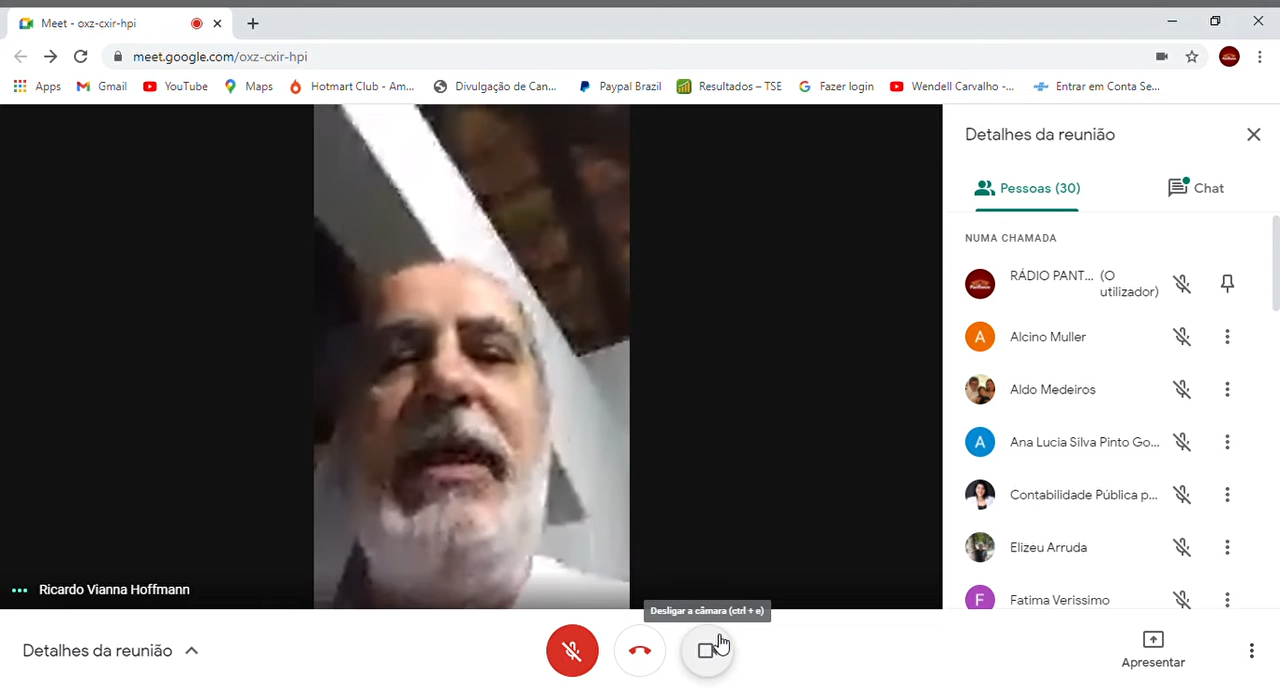 Meet - oxz-cxir-hpi
meet.google.com/oxz-cxir-hpi
Apps Gmail YouTube Maps Hotmart Club - Am... Divulgação de Can... Paypal Brazil Resultados – TSE Fazer login Wendell Carvalho -... Entrar em Conta Se...
Detalhes da reunião
Pessoas (30) Chat
NUMA CHAMADA
RÁDIO PANT... (O utilizador)
A Alcino Muller
Aldo Medeiros
A Ana Lucia Silva Pinto Go...
Contabilidade Pública p...
Elizeu Arruda
F Fatima Verissimo
Ricardo Vianna Hoffmann
Desligar a câmara (ctrl + e)
Detalhes da reunião
Apresentar